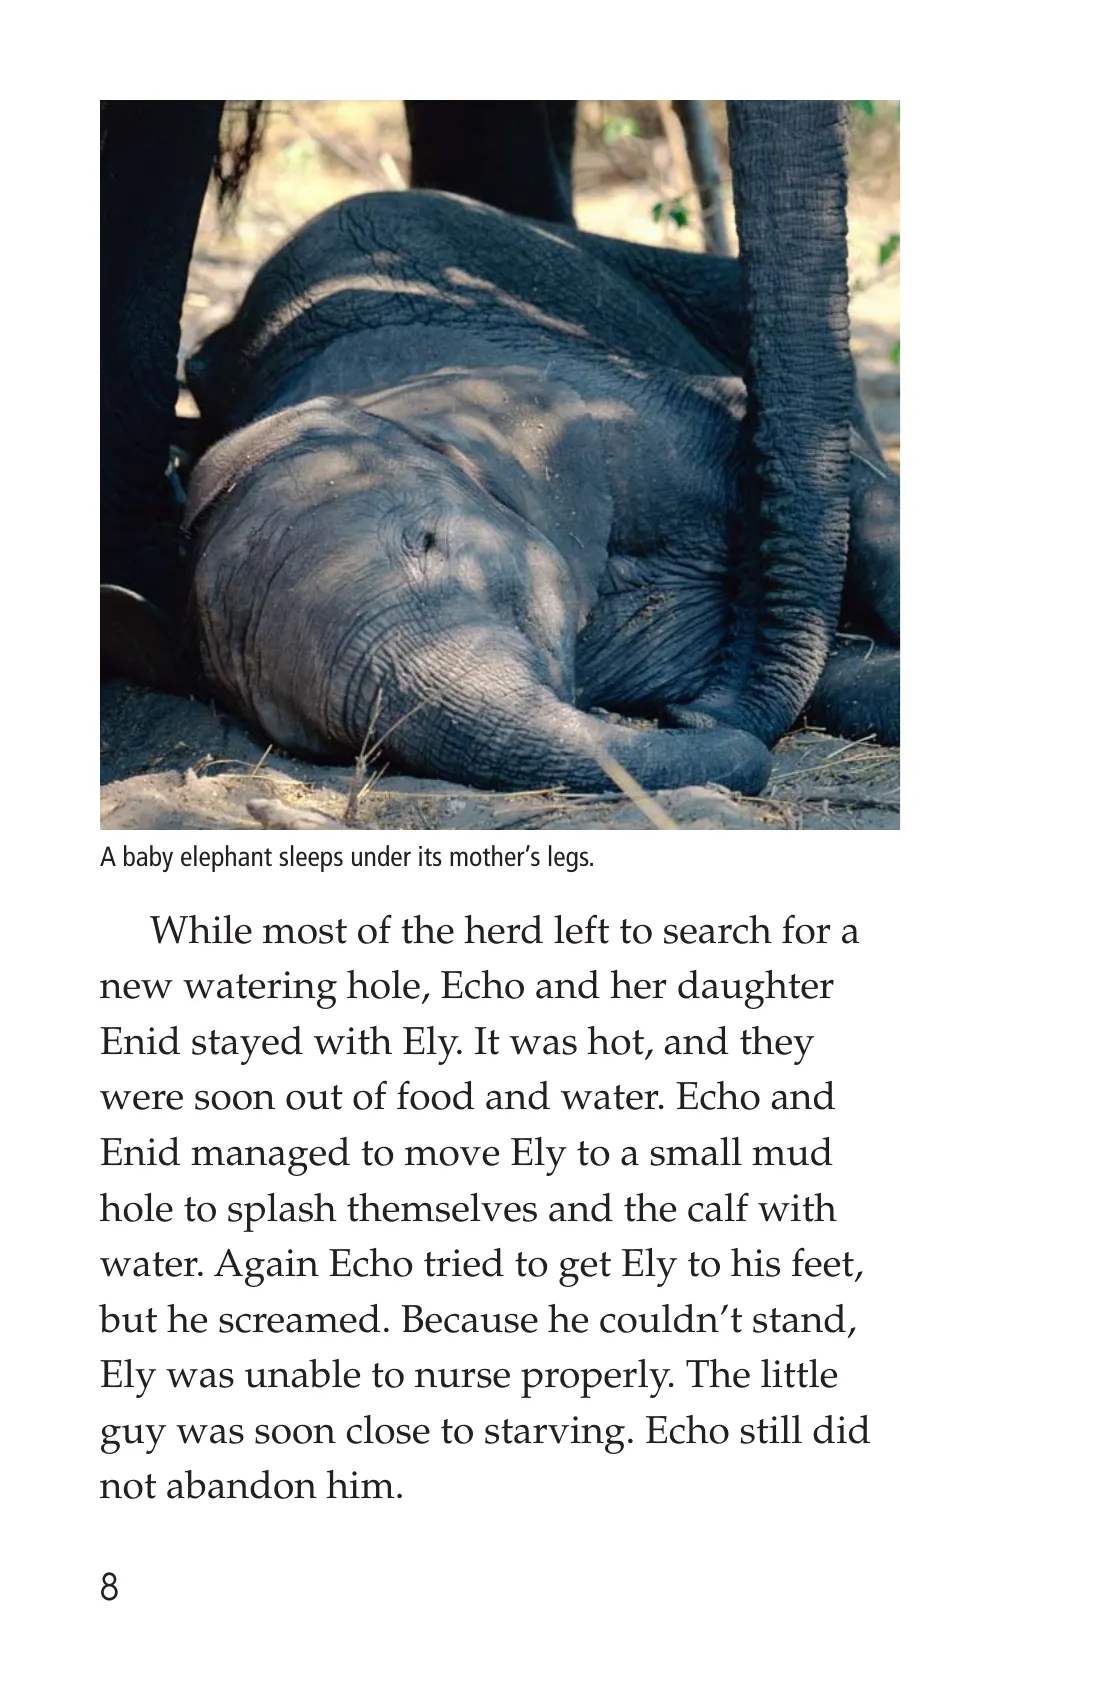 A baby elephant sleeps under its mother’s legs.
While most of the herd left to search for a
new watering hole, Echo and her daughter
Enid stayed with Ely. It was hot, and they
were soon out of food and water. Echo and
Enid managed to move Ely to a small mud
hole to splash themselves and the calf with
water. Again Echo tried to get Ely to his feet,
but he screamed. Because he couldn’t stand,
Ely was unable to nurse properly. The little
guy was soon close to starving. Echo still did
not abandon him.
8